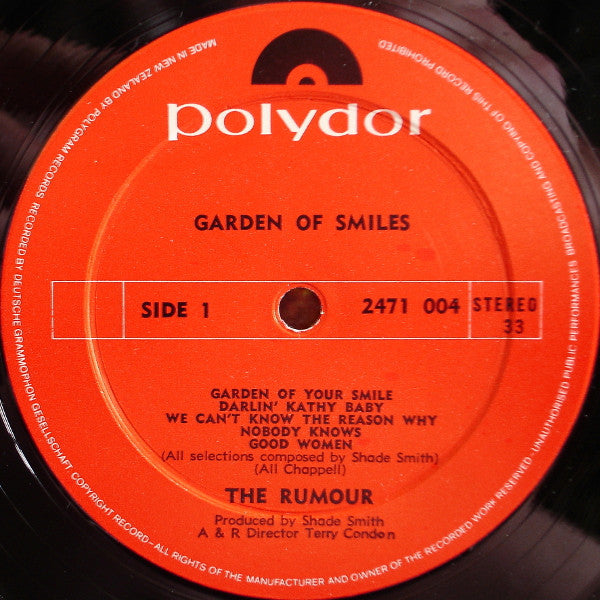 polydor
GARDEN OF SMILES
SIDE 1
2471 004
STEREO
33
GARDEN OF YOUR SMILE
DARLIN' KATHY BABY
WE CAN'T KNOW THE REASON WHY
NOBODY KNOWS
GOOD WOMEN
(All selections composed by Shade Smith)
(All Chappell)
THE RUMOUR
Produced by Shade Smith
A & R Director Terry Condon
MADE IN NEW ZEALAND BY POLYGRAM RECORDS RECORDED BY DEUTSCHE GRAMMOPHON GESELLSCHAFT COPYRIGHT RECORD–ALL RIGHTS OF THE MANUFACTURER AND OWNER OF THE RECORDED WORK RESERVED–UNAUTHORISED PUBLIC PERFORMANCES BROADCASTING AND COPYING OF THIS RECORD PROHIBITED